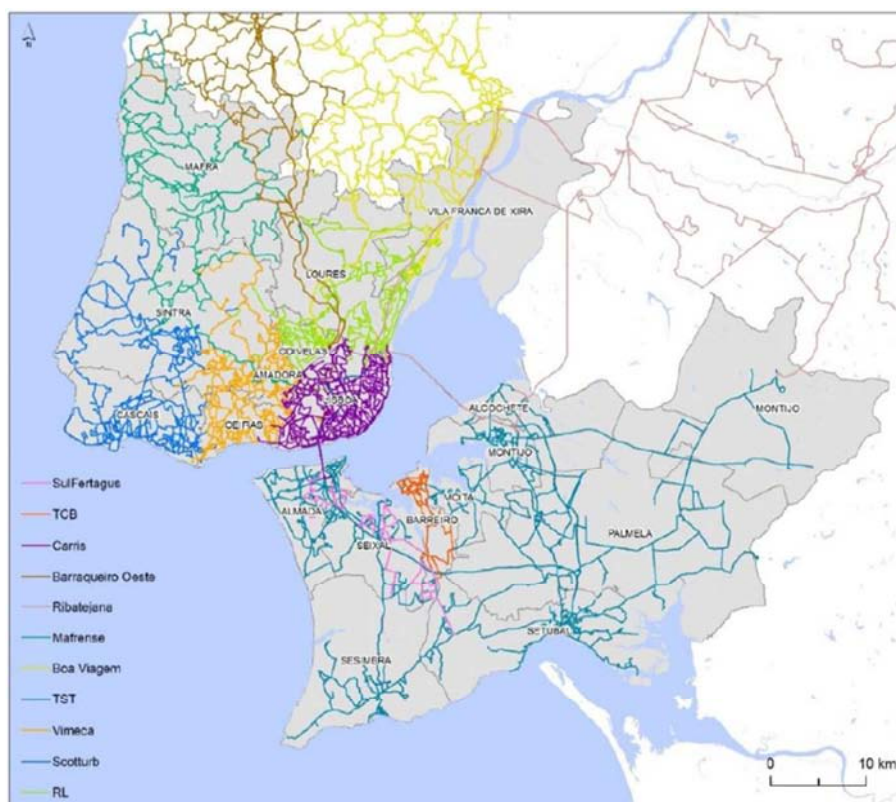 N
MAFRA
VILA FRANCA DE XIRA
LOURES
SINTRA
ODIVELAS
AMADORA
LISBOA
CASCAIS
OEIRAS
ALCOCHETE
MONTIJO
MONTIJO
MOITA
ALMADA
BARREIRO
PALMELA
SEIXAL
SETUBAL
SESIMBRA
SulFertagus
TCB
Carris
Barraqueiro Oeste
Ribatejana
Mafrense
Boa Viagem
TST
Vimeca
Scotturb
RL
0 10 km